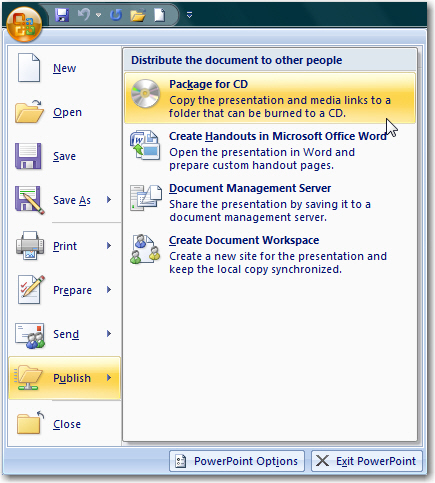 Distribute the document to other people
New
Open
Save
Save As
Print
Prepare
Send
Publish
Close
Package for CD
Copy the presentation and media links to a
folder that can be burned to a CD.
Create Handouts in Microsoft Office Word
Open the presentation in Word and
prepare custom handout pages.
Document Management Server
Share the presentation by saving it to a
document management server.
Create Document Workspace
Create a new site for the presentation and
keep the local copy synchronized.
PowerPoint Options
Exit PowerPoint